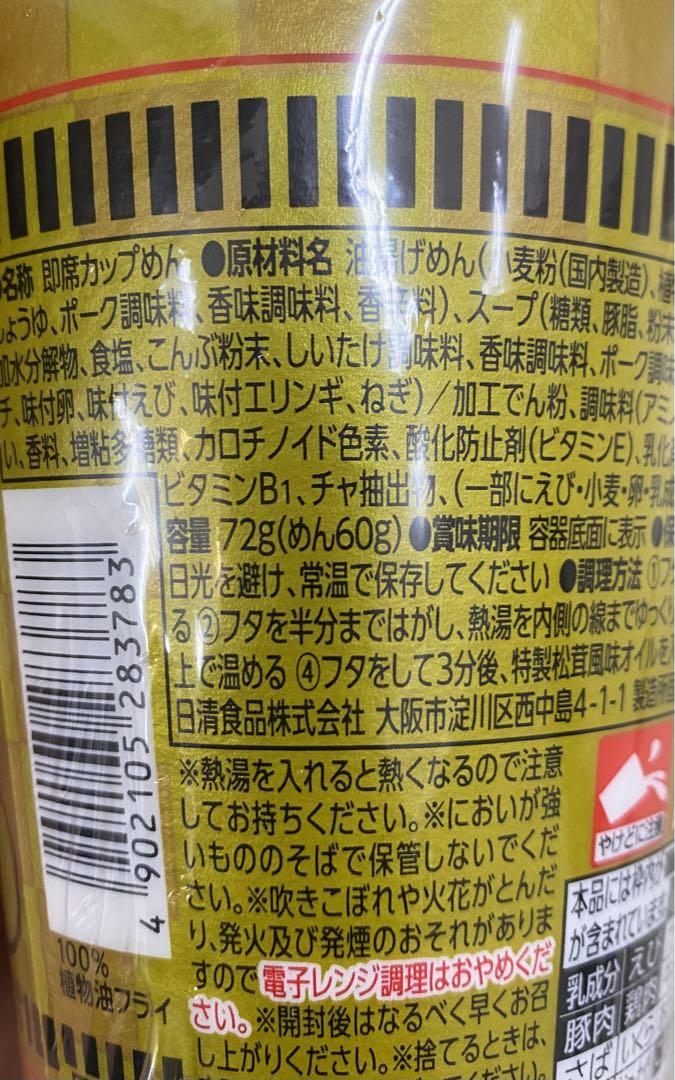 名称 即席カップめん ●原材料名 油揚げめん(小麦粉(国内製造)、植
しょうゆ、ポーク調味料、香味調味料、香辛料)、スープ(糖類、豚脂、粉末
加水分解物、食塩、こんぶ粉末、しいたけ調味料、香味調味料、ポーク調味
チ、味付卵、味付えび、味付エリンギ、ねぎ)/加工でん粉、調味料(アミノ
い、香料、増粘多糖類、カロチノイド色素、酸化防止剤(ビタミンE)、乳化
ビタミンB1、チャ抽出物、(一部にえび・小麦・卵・乳成
容量 72g(めん60g) ●賞味期限 容器底面に表示 ●保
日光を避け、常温で保存してください ●調理方法 ①フ
る ②フタを半分まではがし、熱湯を内側の線までゆっく
上で温める ④フタをして3分後、特製松茸風味オイルを
日清食品株式会社 大阪市淀川区西中島4-1-1 製造所
4902105283783
100%
植物油フライ
※熱湯を入れると熱くなるので注意
してお持ちください。※においが強
いもののそばで保管しないでくだ
さい。※吹きこぼれや火花がとんだ
り、発火及び発煙のおそれがありま
すので電子レンジ調理はおやめくだ
さい。※開封後はなるべく早くお召
し上がりください。※捨てるときは、
やけどに注意
本品には枠内が
が含まれています
乳成分 えび
豚肉 鶏肉
さば いくら